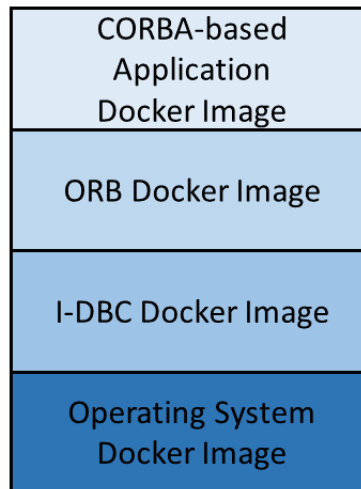 CORBA-based
Application
Docker Image
ORB Docker Image
I-DBC Docker Image
Operating System
Docker Image